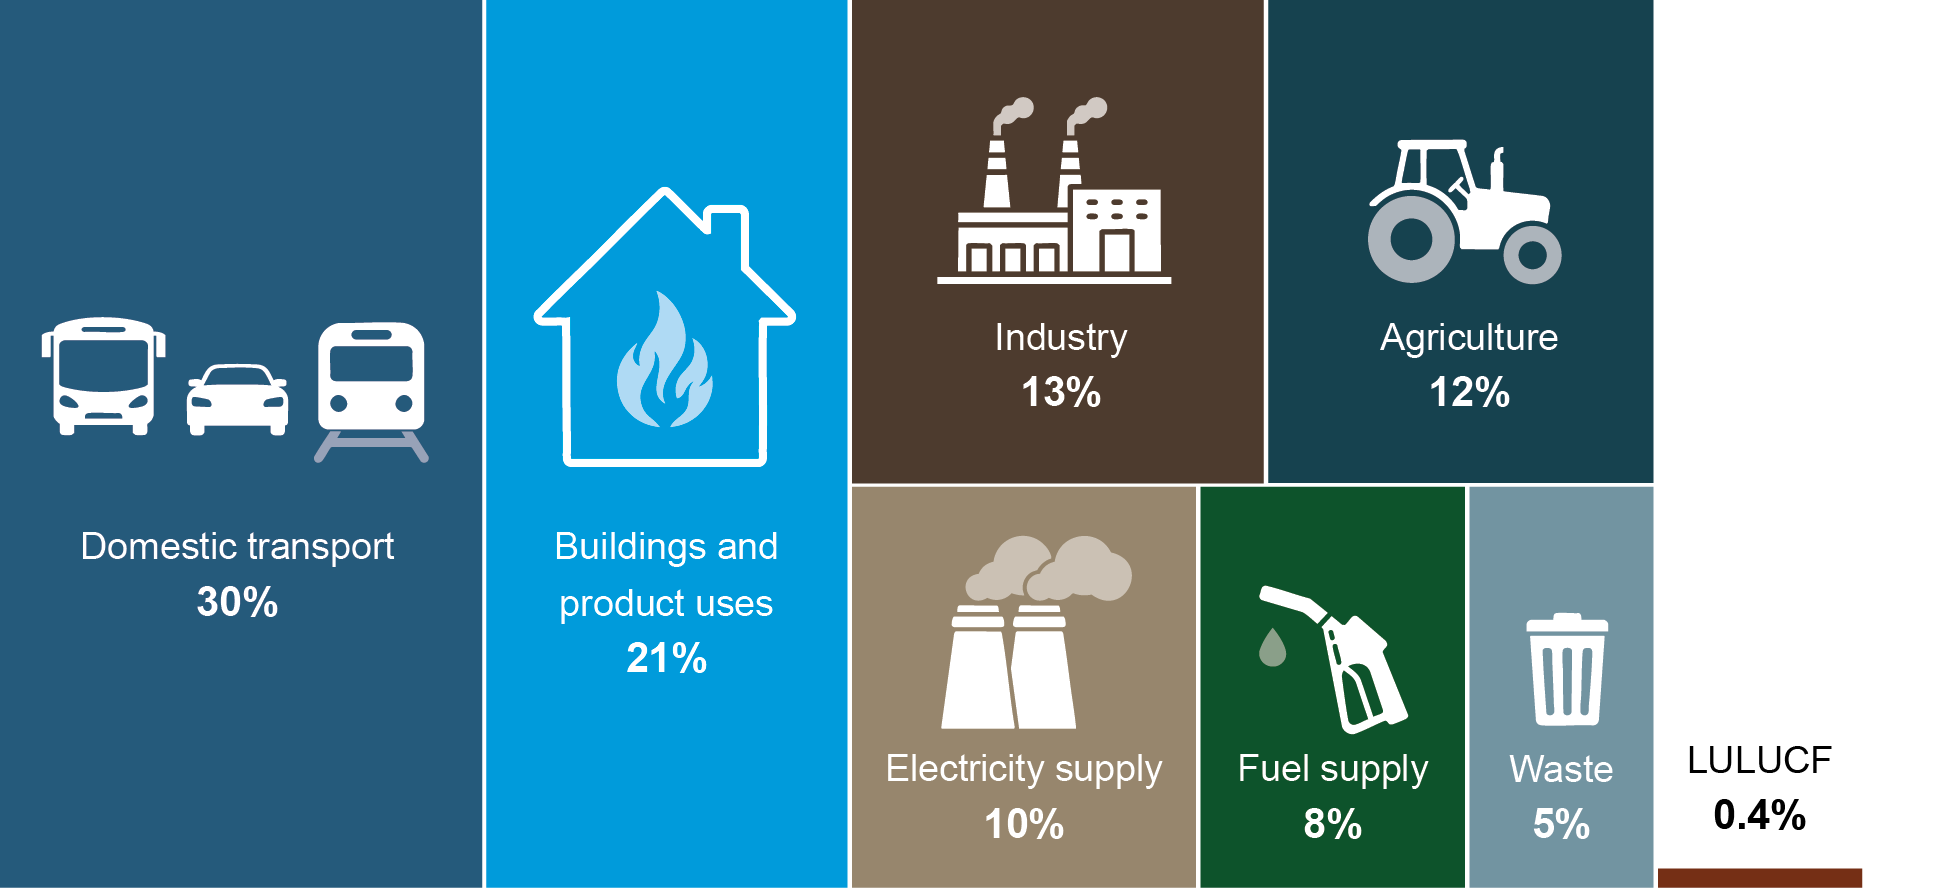 Domestic transport
30%
Buildings and
product uses
21%
Industry
13%
Agriculture
12%
Electricity supply
10%
Fuel supply
8%
Waste
5%
LULUCF
0.4%